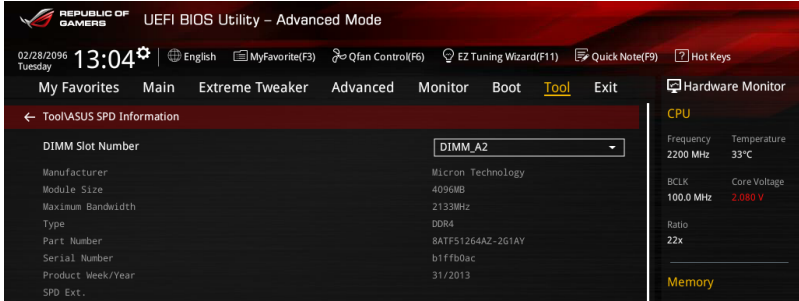 REPUBLIC OF GAMERS UEFI BIOS Utility – Advanced Mode
02/28/2096 Tuesday 13:04 English MyFavorite(F3) Qfan Control(F6) EZ Tuning Wizard(F11) Quick Note(F9) ? Hot Keys
My Favorites Main Extreme Tweaker Advanced Monitor Boot Tool Exit Hardware Monitor
← Tool\ASUS SPD Information
CPU
DIMM Slot Number DIMM_A2
Frequency Temperature
2200 MHz 33°C
Manufacturer Micron Technology
Module Size 4096MB
BCLK Core Voltage
100.0 MHz 2.080 V
Maximum Bandwidth 2133MHz
Type DDR4
Ratio
22x
Part Number 8ATF51264AZ-2G1AY
Serial Number b1ffb0ac
Product Week/Year 31/2013
Memory
SPD Ext.